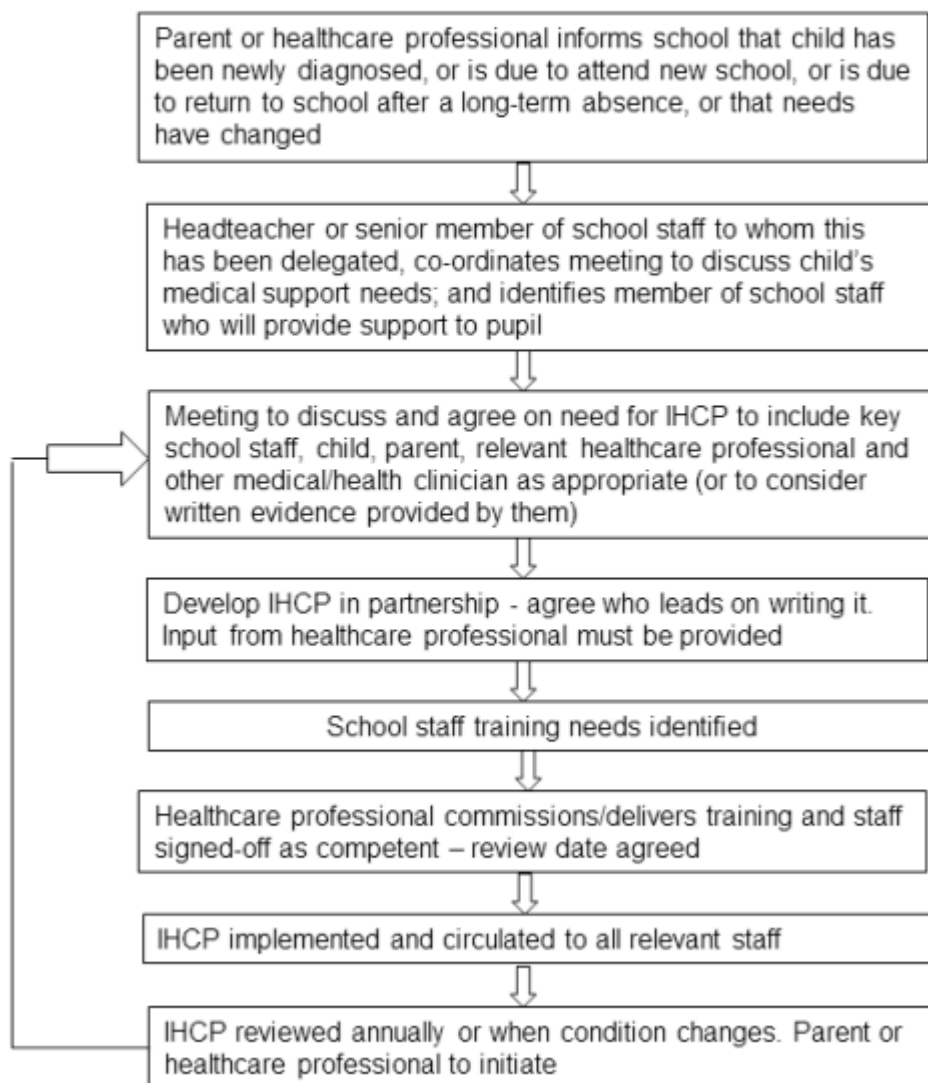 Parent or healthcare professional informs school that child has
been newly diagnosed, or is due to attend new school, or is due
to return to school after a long-term absence, or that needs
have changed
Headteacher or senior member of school staff to whom this
has been delegated, co-ordinates meeting to discuss child's
medical support needs; and identifies member of school staff
who will provide support to pupil
Meeting to discuss and agree on need for IHCP to include key
school staff, child, parent, relevant healthcare professional and
other medical/health clinician as appropriate (or to consider
written evidence provided by them)
Develop IHCP in partnership - agree who leads on writing it.
Input from healthcare professional must be provided
School staff training needs identified
Healthcare professional commissions/delivers training and staff
signed-off as competent – review date agreed
IHCP implemented and circulated to all relevant staff
IHCP reviewed annually or when condition changes. Parent or
healthcare professional to initiate